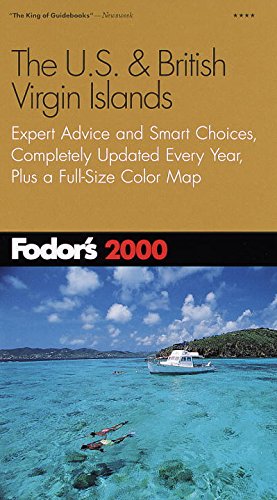 "The King of Guidebooks"—Newsweek
★★★★
The U.S. & British
Virgin Islands
Expert Advice and Smart Choices,
Completely Updated Every Year,
Plus a Full-Size Color Map
Fodor's 2000